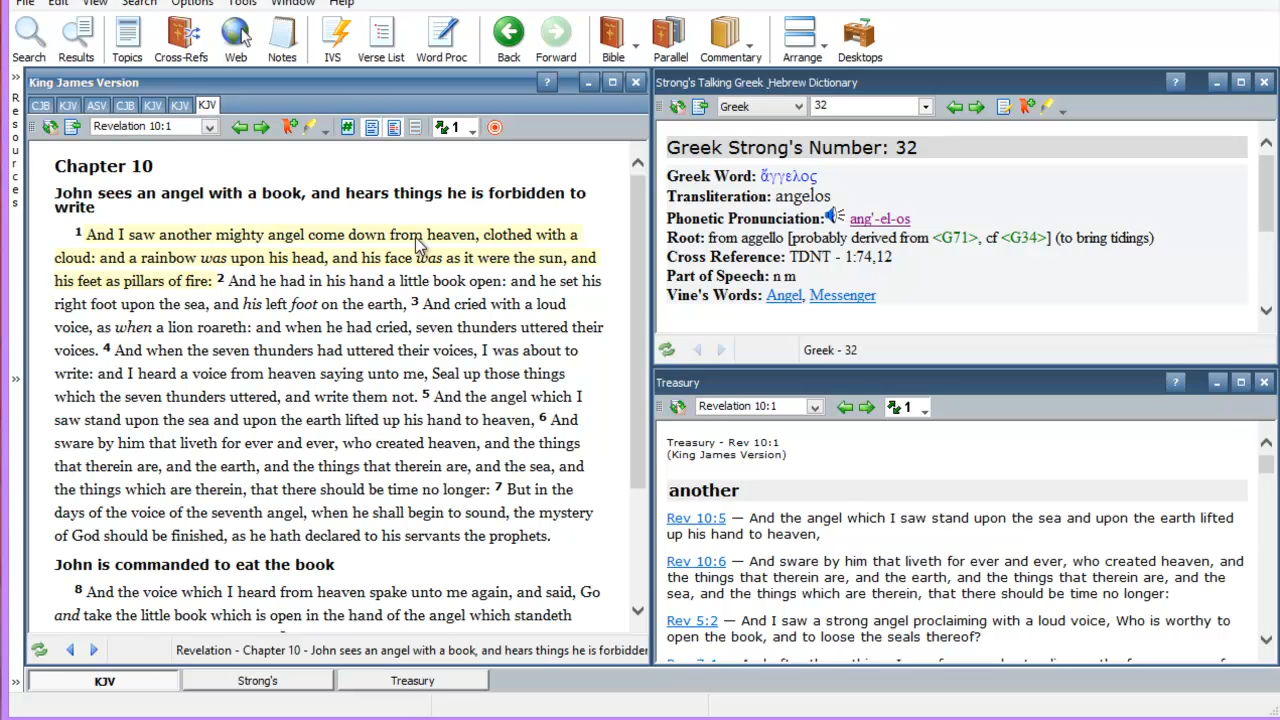 File Edit View Search Navigation Options Tools Window Help
Search Results Topics Cross-Refs Web Notes IVS Verse List Word Proc Back Forward Bible Parallel Commentary Arrange Desktops
»
Resources
»
»
King James Version ?
CJB KJV ASV CJB KJV KJV KJV
Revelation 10:1 # 1
Chapter 10
John sees an angel with a book, and hears things he is forbidden to
write
1 And I saw another mighty angel come down from heaven, clothed with a
cloud: and a rainbow was upon his head, and his face was as it were the sun, and
his feet as pillars of fire: 2 And he had in his hand a little book open: and he set his
right foot upon the sea, and his left foot on the earth, 3 And cried with a loud
voice, as when a lion roareth: and when he had cried, seven thunders uttered their
voices. 4 And when the seven thunders had uttered their voices, I was about to
write: and I heard a voice from heaven saying unto me, Seal up those things
which the seven thunders uttered, and write them not. 5 And the angel which I
saw stand upon the sea and upon the earth lifted up his hand to heaven, 6 And
sware by him that liveth for ever and ever, who created heaven, and the things
that therein are, and the earth, and the things that therein are, and the sea, and
the things which are therein, that there should be time no longer: 7 But in the
days of the voice of the seventh angel, when he shall begin to sound, the mystery
of God should be finished, as he hath declared to his servants the prophets.
John is commanded to eat the book
8 And the voice which I heard from heaven spake unto me again, and said, Go
and take the little book which is open in the hand of the angel which standeth
Revelation - Chapter 10 - John sees an angel with a book, and hears things he is forbidden
Strong's Talking Greek_Hebrew Dictionary ?
Greek 32
Greek Strong's Number: 32
Greek Word: ἄγγελος
Transliteration: angelos
Phonetic Pronunciation: ang'-el-os
Root: from aggello [probably derived from <G71>, cf <G34>] (to bring tidings)
Cross Reference: TDNT - 1:74,12
Part of Speech: n m
Vine's Words: Angel, Messenger
Greek - 32
Treasury ?
Revelation 10:1 1
Treasury - Rev 10:1
(King James Version)
another
Rev 10:5 — And the angel which I saw stand upon the sea and upon the earth lifted
up his hand to heaven,
Rev 10:6 — And sware by him that liveth for ever and ever, who created heaven, and
the things that therein are, and the earth, and the things that therein are, and the
sea, and the things which are therein, that there should be time no longer:
Rev 5:2 — And I saw a strong angel proclaiming with a loud voice, Who is worthy to
open the book, and to loose the seals thereof?
» KJV Strong's Treasury